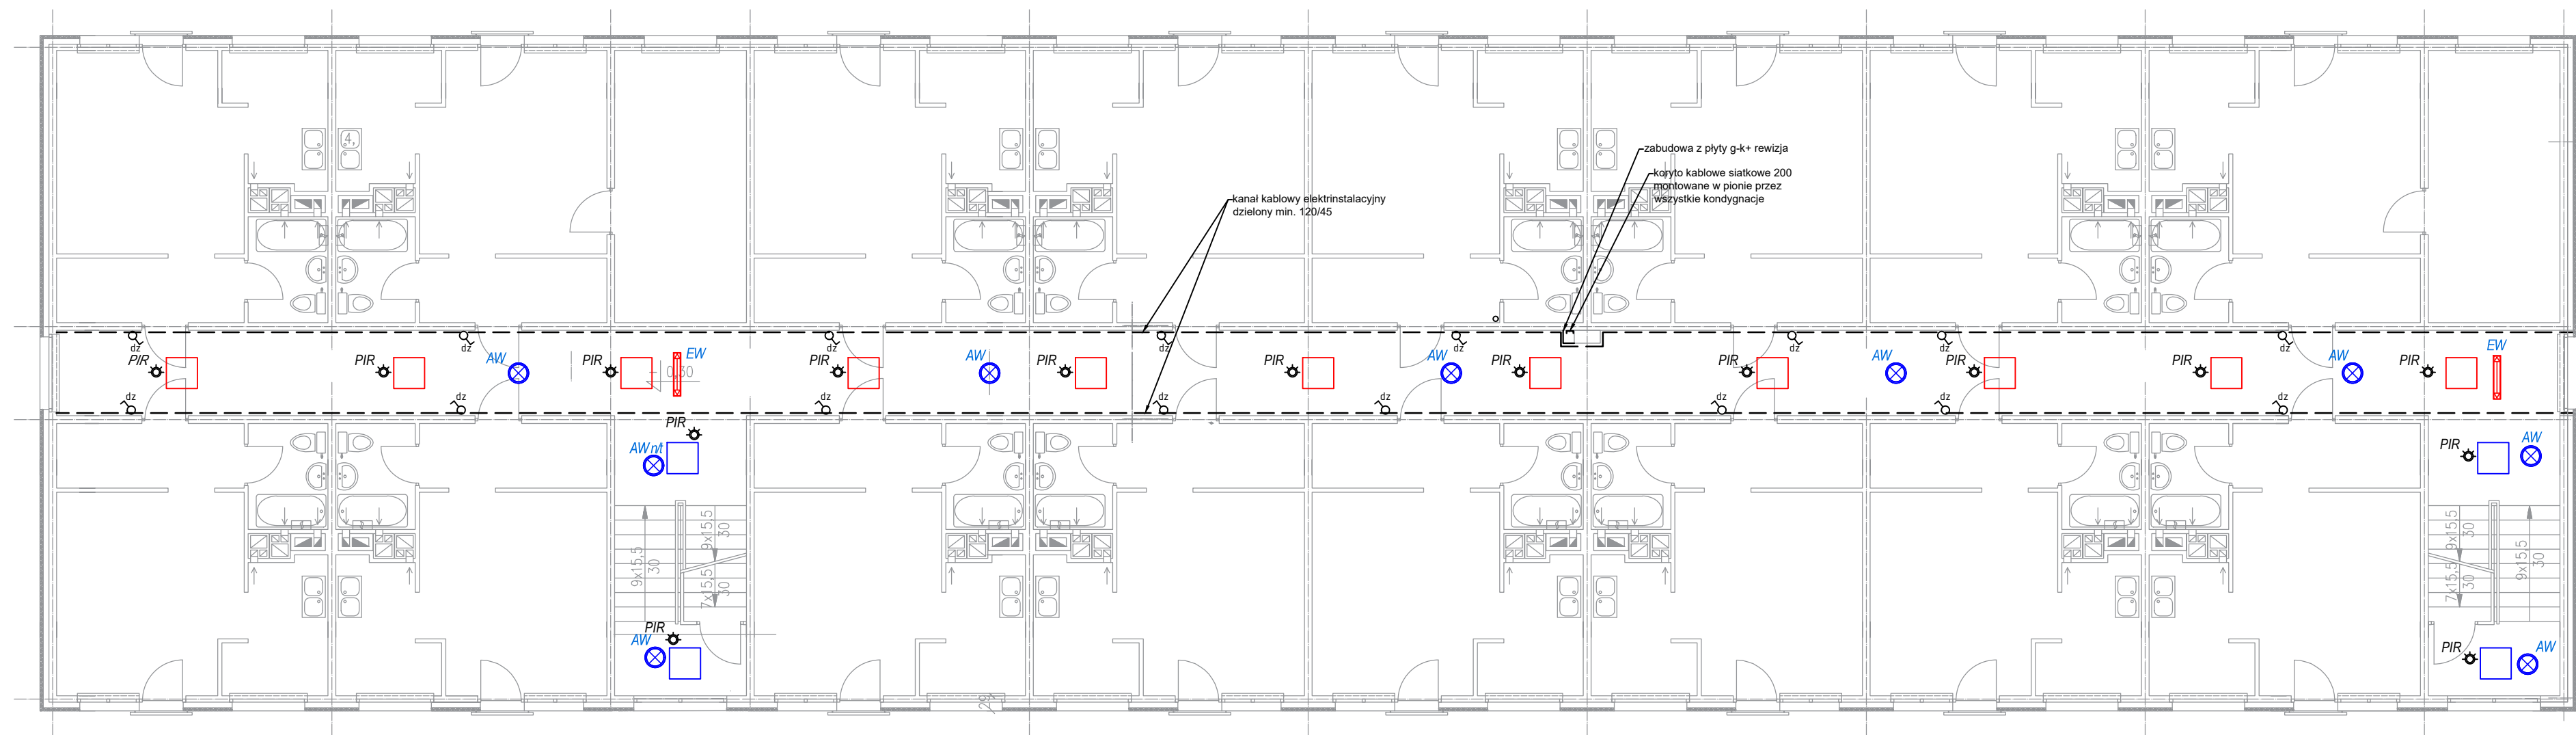 4,
zabudowa z płyty g-k+ rewizja
koryto kablowe siatkowe 200
montowane w pionie przez
wszystkie kondygnacje
kanał kablowy elektrinstalacyjny
dzielony min. 120/45
dz
dz
dz
dz
dz
dz
dz
dz
PIR
PIR
AW
PIR
EW
PIR
AW
PIR
PIR
AW
PIR
PIR
AW
PIR
PIR
AW
PIR
EW
0,30
dz
dz
dz
dz
dz
dz
dz
dz
PIR
AW n/t
PIR
AW
9x15,5
30
9x15,5
30
7x15,5
30
9x15,5
30
7x15,5
30
9x15,5
30
PIR
AW
PIR
AW
29,